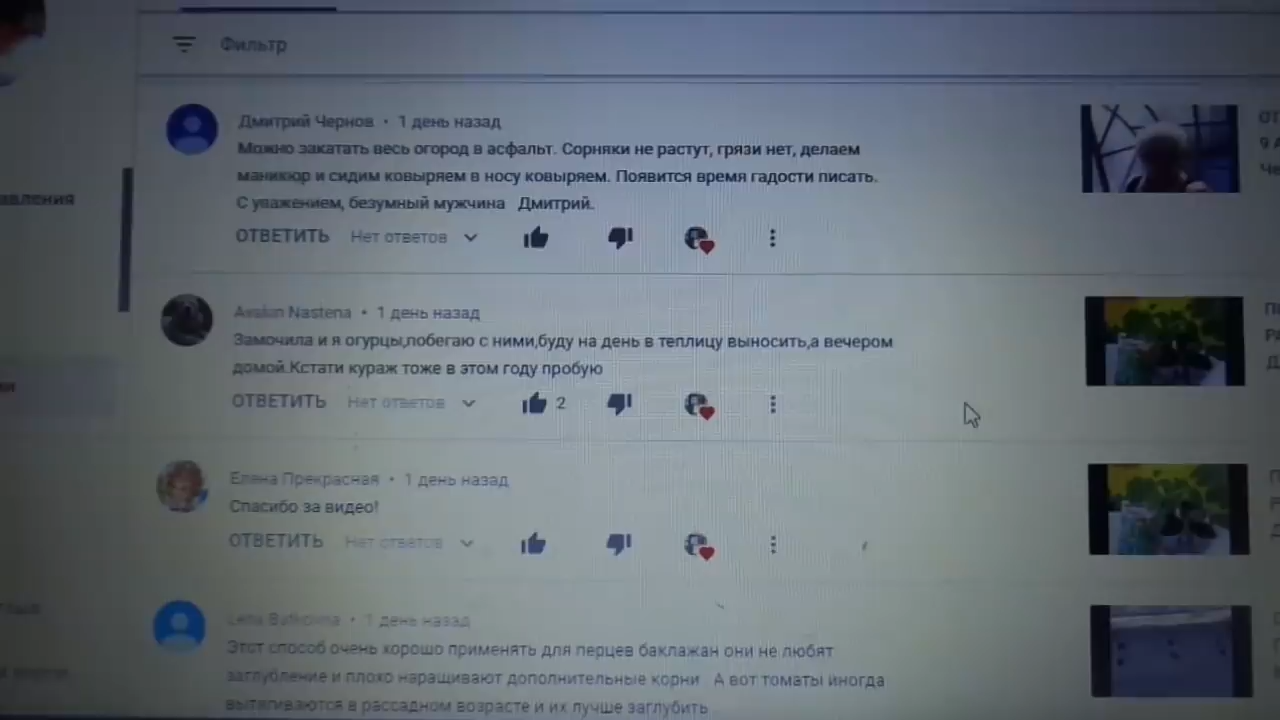 Фильтр
Дмитрий Чернов • 1 день назад
Можно закатать весь огород в асфальт. Сорняки не растут, грязи нет, делаем
маникюр и сидим ковыряем в носу ковыряем. Появится время гадости писать.
С уважением, безумный мужчина Дмитрий.
ОТВЕТИТЬ Нет ответов
Avalon Nastena • 1 день назад
Замочила и я огурцы,побегаю с ними,буду на день в теплицу выносить,а вечером
домой.Кстати кураж тоже в этом году пробую
ОТВЕТИТЬ Нет ответов 2
Елена Прекрасная • 1 день назад
Спасибо за видео!
ОТВЕТИТЬ Нет ответов
Lena • 1 день назад
Этот способ очень хорошо применять для перцев баклажан они не любят
заглубление и плохо наращивают дополнительные корни А вот томаты иногда
вытягиваются в рассадном возрасте и их лучше заглубить